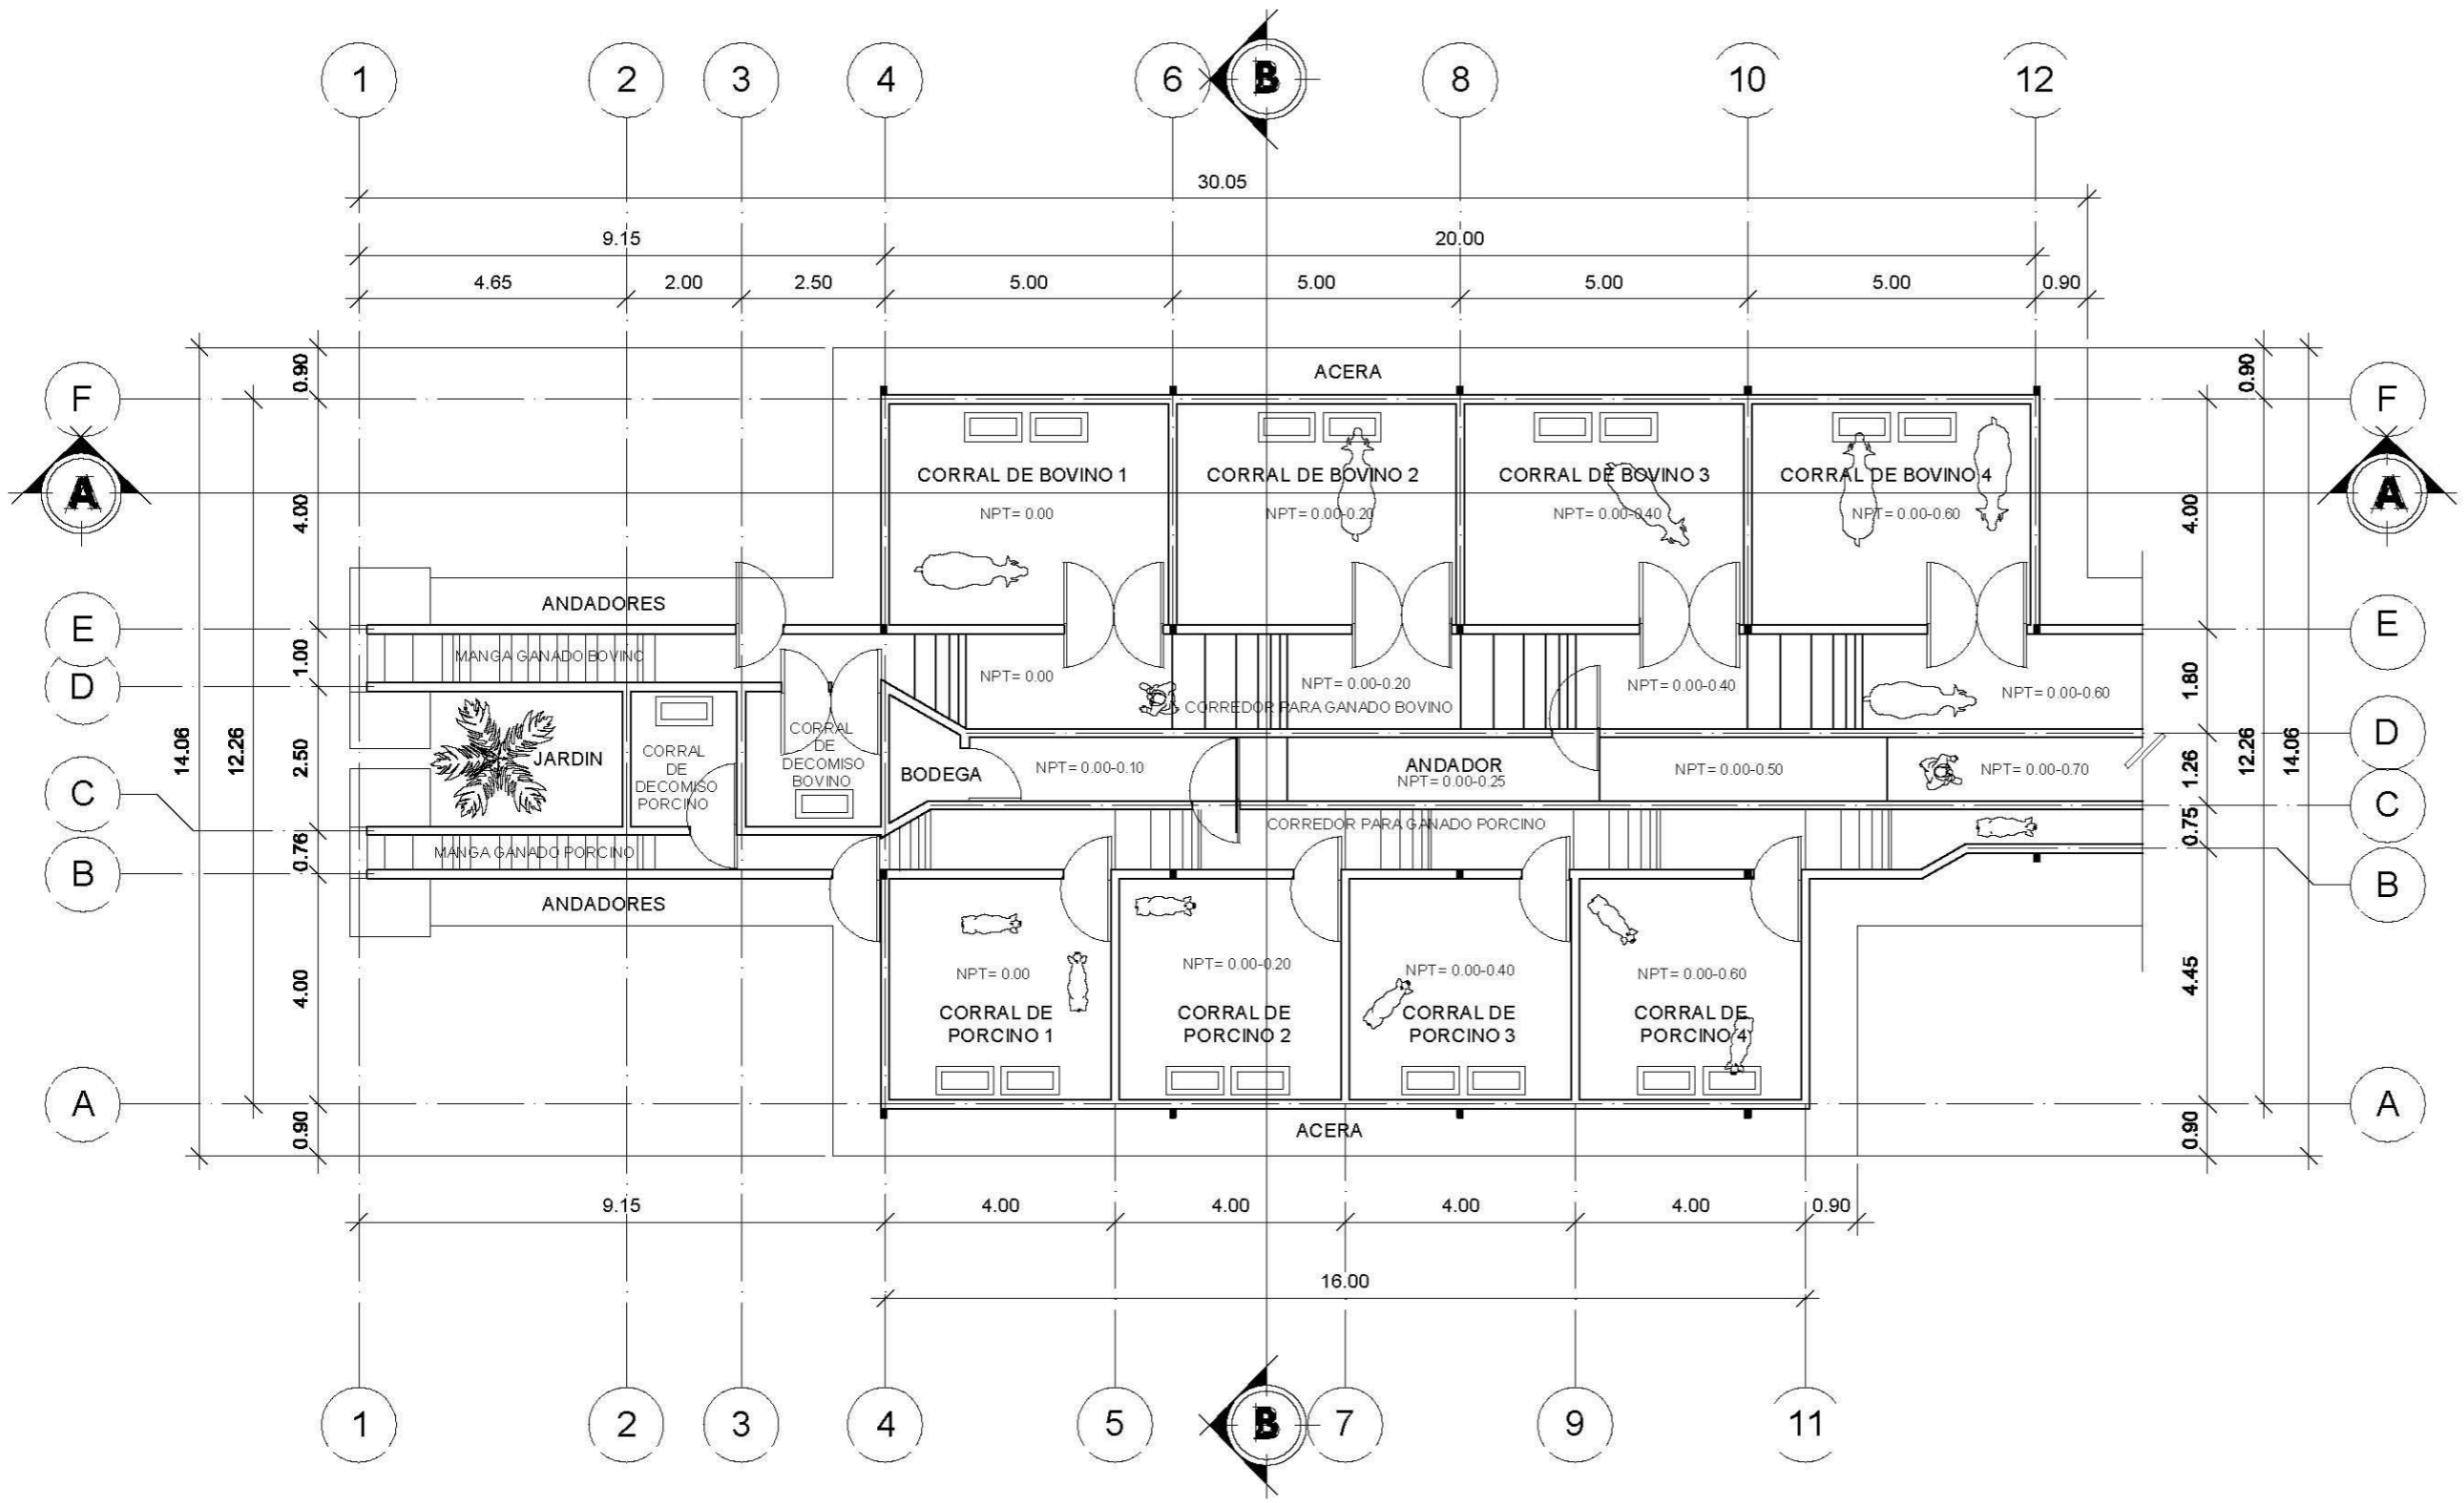 1 2 3 4 6 B 8 10 12
30.05
9.15 20.00
4.65 2.00 2.50 5.00 5.00 5.00 5.00 0.90
0.90 ACERA 0.90
F F
CORRAL DE BOVINO 1 CORRAL DE BOVINO 2 CORRAL DE BOVINO 3 CORRAL DE BOVINO 4
A A
4.00 NPT= 0.00 NPT= 0.00-0.20 NPT= 0.00-0.40 NPT= 0.00-0.60 4.00
ANDADORES
E E
1.00 MANGA GANADO BOVINO
NPT= 0.00 NPT= 0.00-0.20 NPT= 0.00-0.40 NPT= 0.00-0.60 1.80
D
CORREDOR PARA GANADO BOVINO
D
14.06 12.26 2.50 12.26 14.06
JARDIN
CORRAL
DE
DECOMISO
PORCINO
CORRAL
DE
DECOMISO
BOVINO
BODEGA NPT= 0.00-0.10 ANDADOR NPT= 0.00-0.50 NPT= 0.00-0.70 1.26
NPT= 0.00-0.25
C C
CORREDOR PARA GANADO PORCINO 0.75
0.76 MANGA GANADO PORCINO
B B
ANDADORES
4.00 NPT= 0.00 NPT= 0.00-0.20 NPT= 0.00-0.40 NPT= 0.00-0.60 4.45
CORRAL DE CORRAL DE CORRAL DE CORRAL DE
PORCINO 1 PORCINO 2 PORCINO 3 PORCINO 4
A A
0.90 ACERA 0.90
9.15 4.00 4.00 4.00 4.00 0.90
16.00
1 2 3 4 5 B 7 9 11